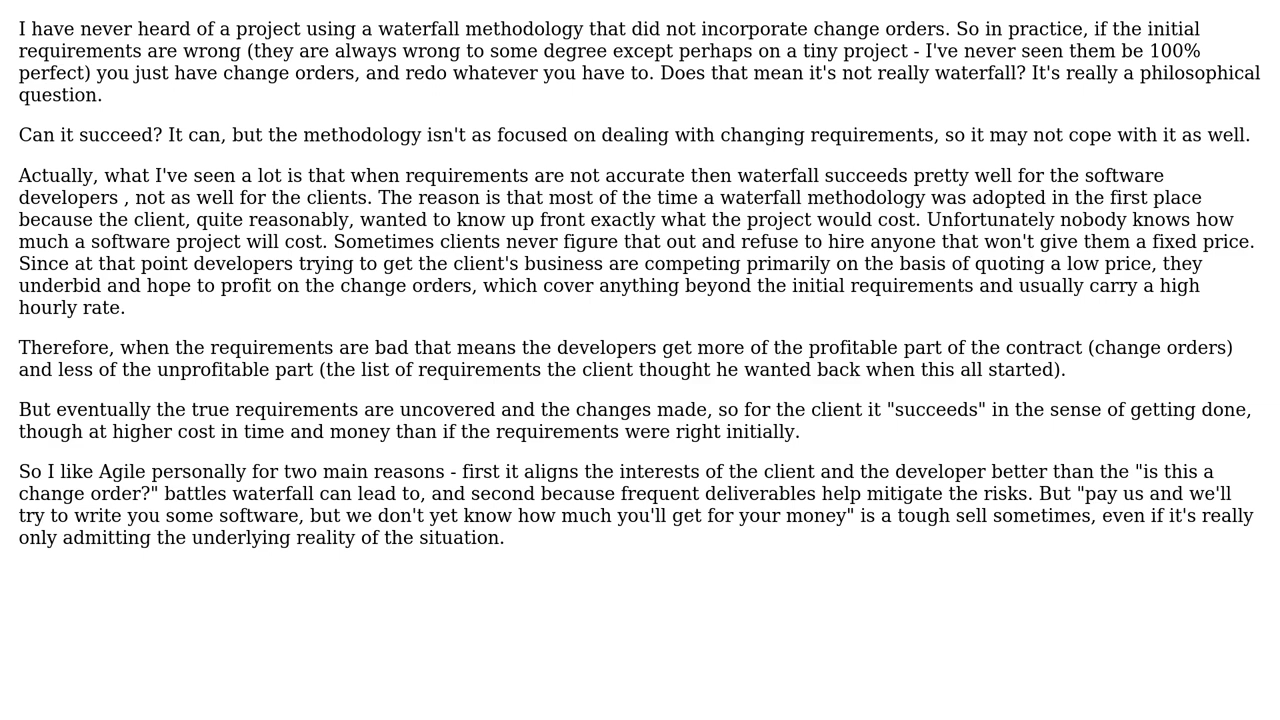 I have never heard of a project using a waterfall methodology that did not incorporate change orders. So in practice, if the initial
requirements are wrong (they are always wrong to some degree except perhaps on a tiny project - I've never seen them be 100%
perfect) you just have change orders, and redo whatever you have to. Does that mean it's not really waterfall? It's really a philosophical
question.
Can it succeed? It can, but the methodology isn't as focused on dealing with changing requirements, so it may not cope with it as well.
Actually, what I've seen a lot is that when requirements are not accurate then waterfall succeeds pretty well for the software
developers , not as well for the clients. The reason is that most of the time a waterfall methodology was adopted in the first place
because the client, quite reasonably, wanted to know up front exactly what the project would cost. Unfortunately nobody knows how
much a software project will cost. Sometimes clients never figure that out and refuse to hire anyone that won't give them a fixed price.
Since at that point developers trying to get the client's business are competing primarily on the basis of quoting a low price, they
underbid and hope to profit on the change orders, which cover anything beyond the initial requirements and usually carry a high
hourly rate.
Therefore, when the requirements are bad that means the developers get more of the profitable part of the contract (change orders)
and less of the unprofitable part (the list of requirements the client thought he wanted back when this all started).
But eventually the true requirements are uncovered and the changes made, so for the client it "succeeds" in the sense of getting done,
though at higher cost in time and money than if the requirements were right initially.
So I like Agile personally for two main reasons - first it aligns the interests of the client and the developer better than the "is this a
change order?" battles waterfall can lead to, and second because frequent deliverables help mitigate the risks. But "pay us and we'll
try to write you some software, but we don't yet know how much you'll get for your money" is a tough sell sometimes, even if it's really
only admitting the underlying reality of the situation.